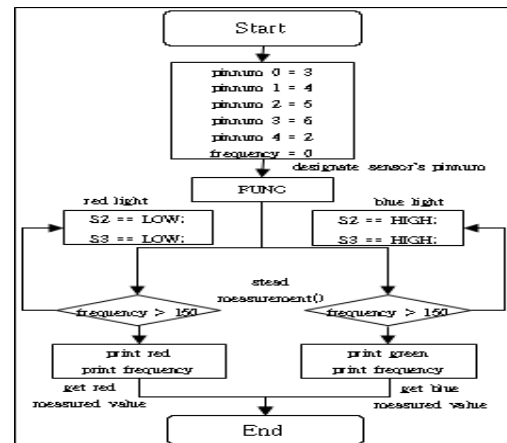 Start
pinnum 0 = 3
pinnum 1 = 4
pinnum 2 = 5
pinnum 3 = 6
pinnum 4 = 2
frequency = 0
designate sensor's pinnum
FUNC
red light
blue light
S2 == LOW;
S3 == LOW;
S2 == HIGH;
S3 == HIGH;
stead
measurement()
frequency > 150
frequency > 150
print red
print frequency
print green
print frequency
get red
measured value
get blue
measured value
End